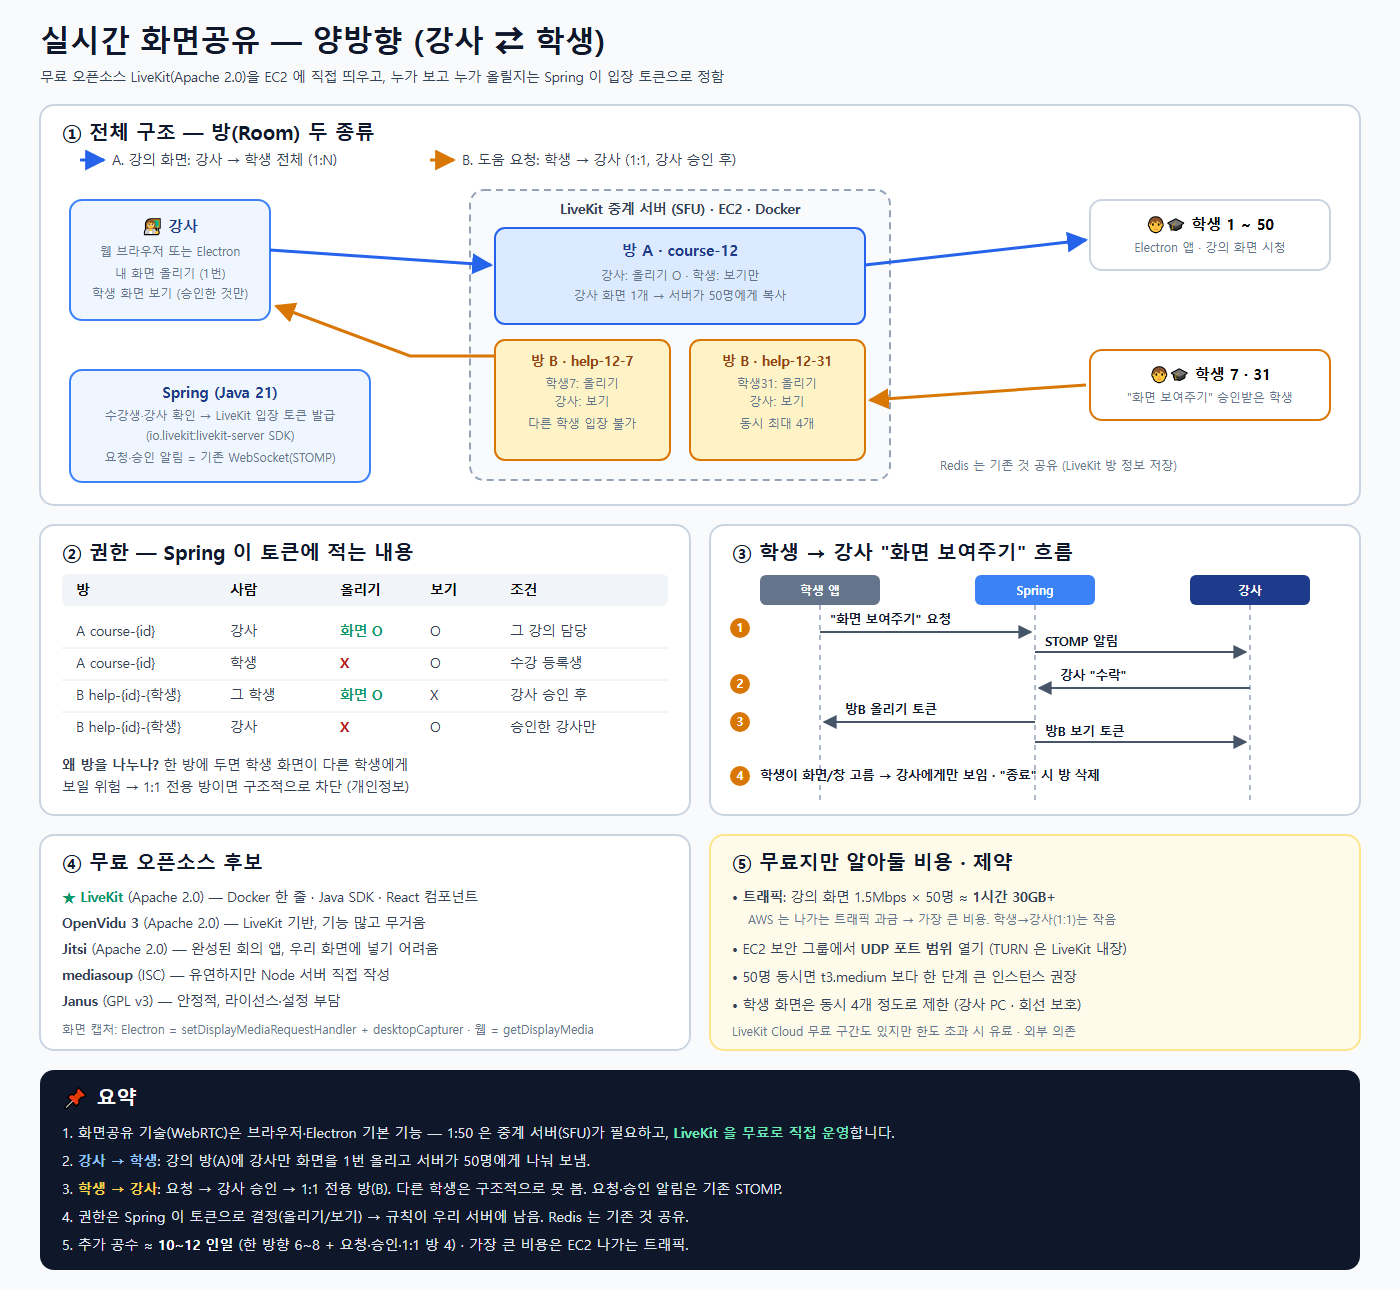 실시간 화면공유 — 양방향 (강사 ⇄ 학생)
무료 오픈소스 LiveKit(Apache 2.0)을 EC2 에 직접 띄우고, 누가 보고 누가 올릴지는 Spring 이 입장 토큰으로 정함
① 전체 구조 — 방(Room) 두 종류
A. 강의 화면: 강사 → 학생 전체 (1:N)
B. 도움 요청: 학생 → 강사 (1:1, 강사 승인 후)
강사
웹 브라우저 또는 Electron
내 화면 올리기 (1번)
학생 화면 보기 (승인한 것만)
Spring (Java 21)
수강생·강사 확인 → LiveKit 입장 토큰 발급
(io.livekit:livekit-server SDK)
요청·승인 알림 = 기존 WebSocket(STOMP)
LiveKit 중계 서버 (SFU) · EC2 · Docker
방 A · course-12
강사: 올리기 O · 학생: 보기만
강사 화면 1개 → 서버가 50명에게 복사
방 B · help-12-7
학생7: 올리기
강사: 보기
다른 학생 입장 불가
방 B · help-12-31
학생31: 올리기
강사: 보기
동시 최대 4개
학생 1 ~ 50
Electron 앱 · 강의 화면 시청
학생 7 · 31
"화면 보여주기" 승인받은 학생
Redis 는 기존 것 공유 (LiveKit 방 정보 저장)
② 권한 — Spring 이 토큰에 적는 내용
방 사람 올리기 보기 조건
A course-{id} 강사 화면 O O 그 강의 담당
A course-{id} 학생 X O 수강 등록생
B help-{id}-{학생} 그 학생 화면 O X 강사 승인 후
B help-{id}-{학생} 강사 X O 승인한 강사만
왜 방을 나누나? 한 방에 두면 학생 화면이 다른 학생에게
보일 위험 → 1:1 전용 방이면 구조적으로 차단 (개인정보)
③ 학생 → 강사 "화면 보여주기" 흐름
학생 앱 Spring 강사
1 "화면 보여주기" 요청
STOMP 알림
2 강사 "수락"
3 방B 올리기 토큰
방B 보기 토큰
4 학생이 화면/창 고름 → 강사에게만 보임 · "종료" 시 방 삭제
④ 무료 오픈소스 후보
★ LiveKit (Apache 2.0) — Docker 한 줄 · Java SDK · React 컴포넌트
OpenVidu 3 (Apache 2.0) — LiveKit 기반, 기능 많고 무거움
Jitsi (Apache 2.0) — 완성된 회의 앱, 우리 화면에 넣기 어려움
mediasoup (ISC) — 유연하지만 Node 서버 직접 작성
Janus (GPL v3) — 안정적, 라이선스·설정 부담
화면 캡처: Electron = setDisplayMediaRequestHandler + desktopCapturer · 웹 = getDisplayMedia
⑤ 무료지만 알아둘 비용 · 제약
• 트래픽: 강의 화면 1.5Mbps × 50명 ≈ 1시간 30GB+
AWS 는 나가는 트래픽 과금 → 가장 큰 비용. 학생→강사(1:1)는 작음
• EC2 보안 그룹에서 UDP 포트 범위 열기 (TURN 은 LiveKit 내장)
• 50명 동시면 t3.medium 보다 한 단계 큰 인스턴스 권장
• 학생 화면은 동시 4개 정도로 제한 (강사 PC · 회선 보호)
LiveKit Cloud 무료 구간도 있지만 한도 초과 시 유료 · 외부 의존
📌 요약
1. 화면공유 기술(WebRTC)은 브라우저·Electron 기본 기능 — 1:50 은 중계 서버(SFU)가 필요하고, LiveKit 을 무료로 직접 운영합니다.
2. 강사 → 학생: 강의 방(A)에 강사만 화면을 1번 올리고 서버가 50명에게 나눠 보냄.
3. 학생 → 강사: 요청 → 강사 승인 → 1:1 전용 방(B). 다른 학생은 구조적으로 못 봄. 요청·승인 알림은 기존 STOMP.
4. 권한은 Spring 이 토큰으로 결정(올리기/보기) → 규칙이 우리 서버에 남음. Redis 는 기존 것 공유.
5. 추가 공수 ≈ 10~12 인일 (한 방향 6~8 + 요청·승인·1:1 방 4) · 가장 큰 비용은 EC2 나가는 트래픽.